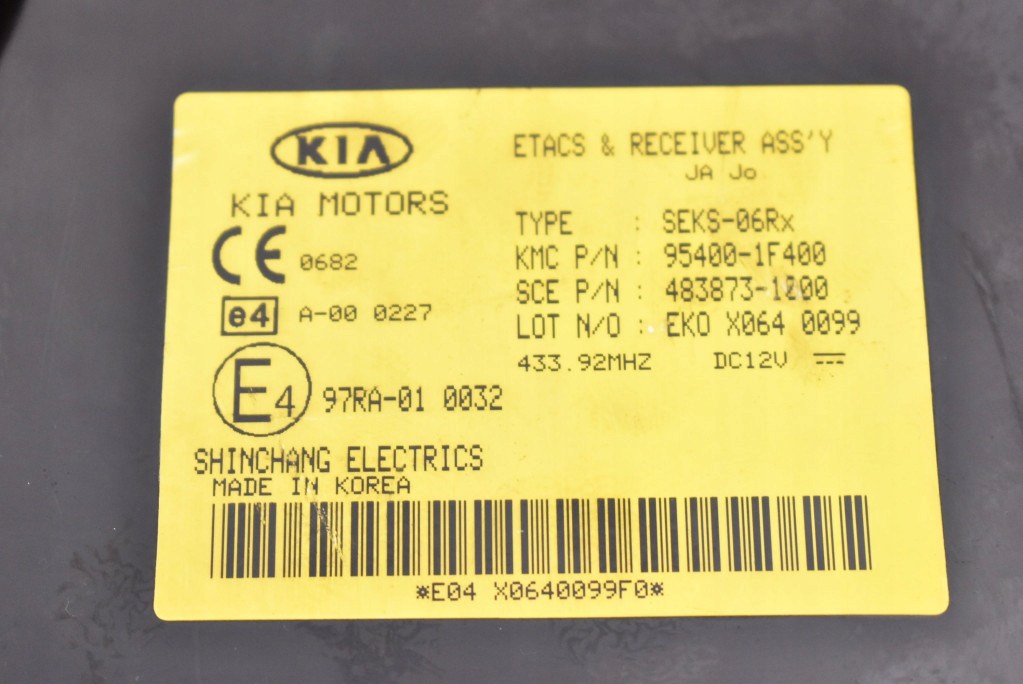 KIA
KIA MOTORS
CE 0682
e4 A-00 0227
E4 97RA-01 0032
SHINCHANG ELECTRICS
MADE IN KOREA
ETACS & RECEIVER ASS'Y
JA Jo
TYPE : SEKS-06Rx
KMC P/N : 95400-1F400
SCE P/N : 483873-1200
LOT N/O : EKO X064 0099
433.92MHZ DC12V
*E04 X0640099F0*